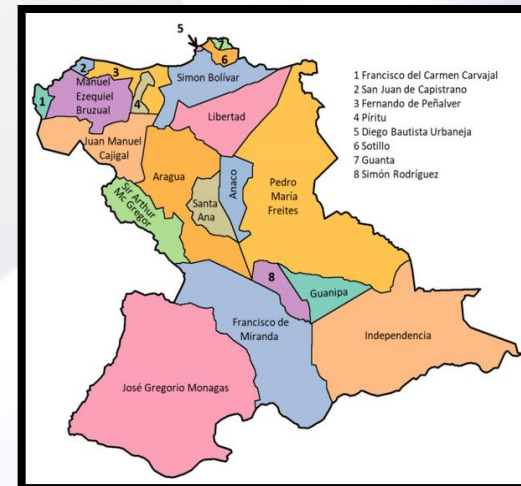 5
7
6
2
3
Manuel
Ezequiel
Bruzual
1
4
Simon Bolívar
Libertad
Juan Manuel
Cajigal
Aragua
Santa
Ana
Anaco
Pedro
María
Freites
Sir Arthur
Mc Gregor
8
Guanipa
Francisco de
Miranda
Independencia
José Gregorio Monagas
1 Francisco del Carmen Carvajal
2 San Juan de Capistrano
3 Fernando de Peñalver
4 Píritu
5 Diego Bautista Urbaneja
6 Sotillo
7 Guanta
8 Simón Rodríguez